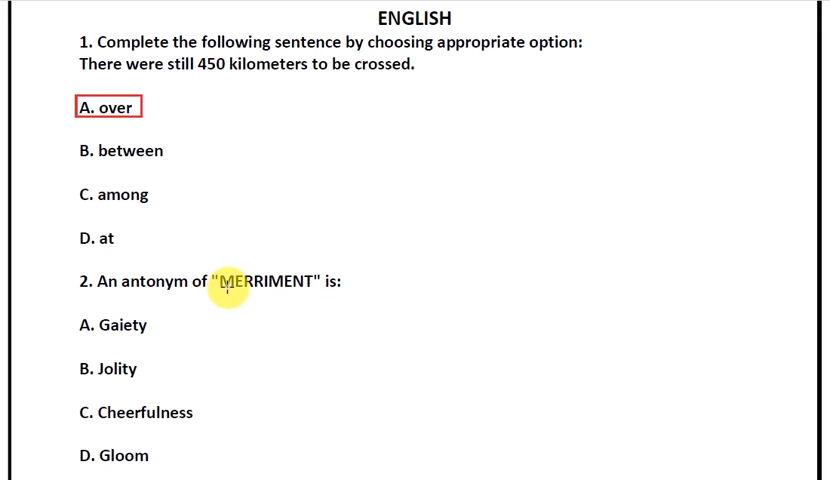 ENGLISH
1. Complete the following sentence by choosing appropriate option:
There were still 450 kilometers to be crossed.
A. over
B. between
C. among
D. at
2. An antonym of "MERRIMENT" is:
A. Gaiety
B. Jolity
C. Cheerfulness
D. Gloom